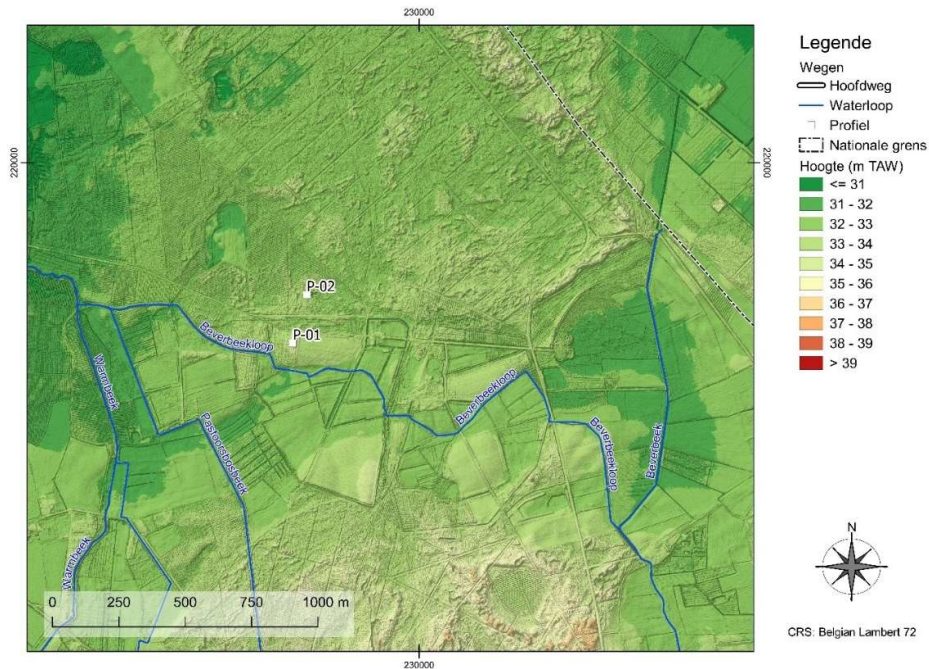 230000
220000
220000
P-02
P-01
Beverbeekloop
Warmbeek
Pastoorsbosbeek
Beverbeekloop
Beverbeekloop
Beverbeek
Warmbeek
0 250 500 750 1000 m
230000
Legende
Wegen
Hoofdweg
Waterloop
Profiel
Nationale grens
Hoogte (m TAW)
<= 31
31 - 32
32 - 33
33 - 34
34 - 35
35 - 36
36 - 37
37 - 38
38 - 39
> 39
N
CRS: Belgian Lambert 72